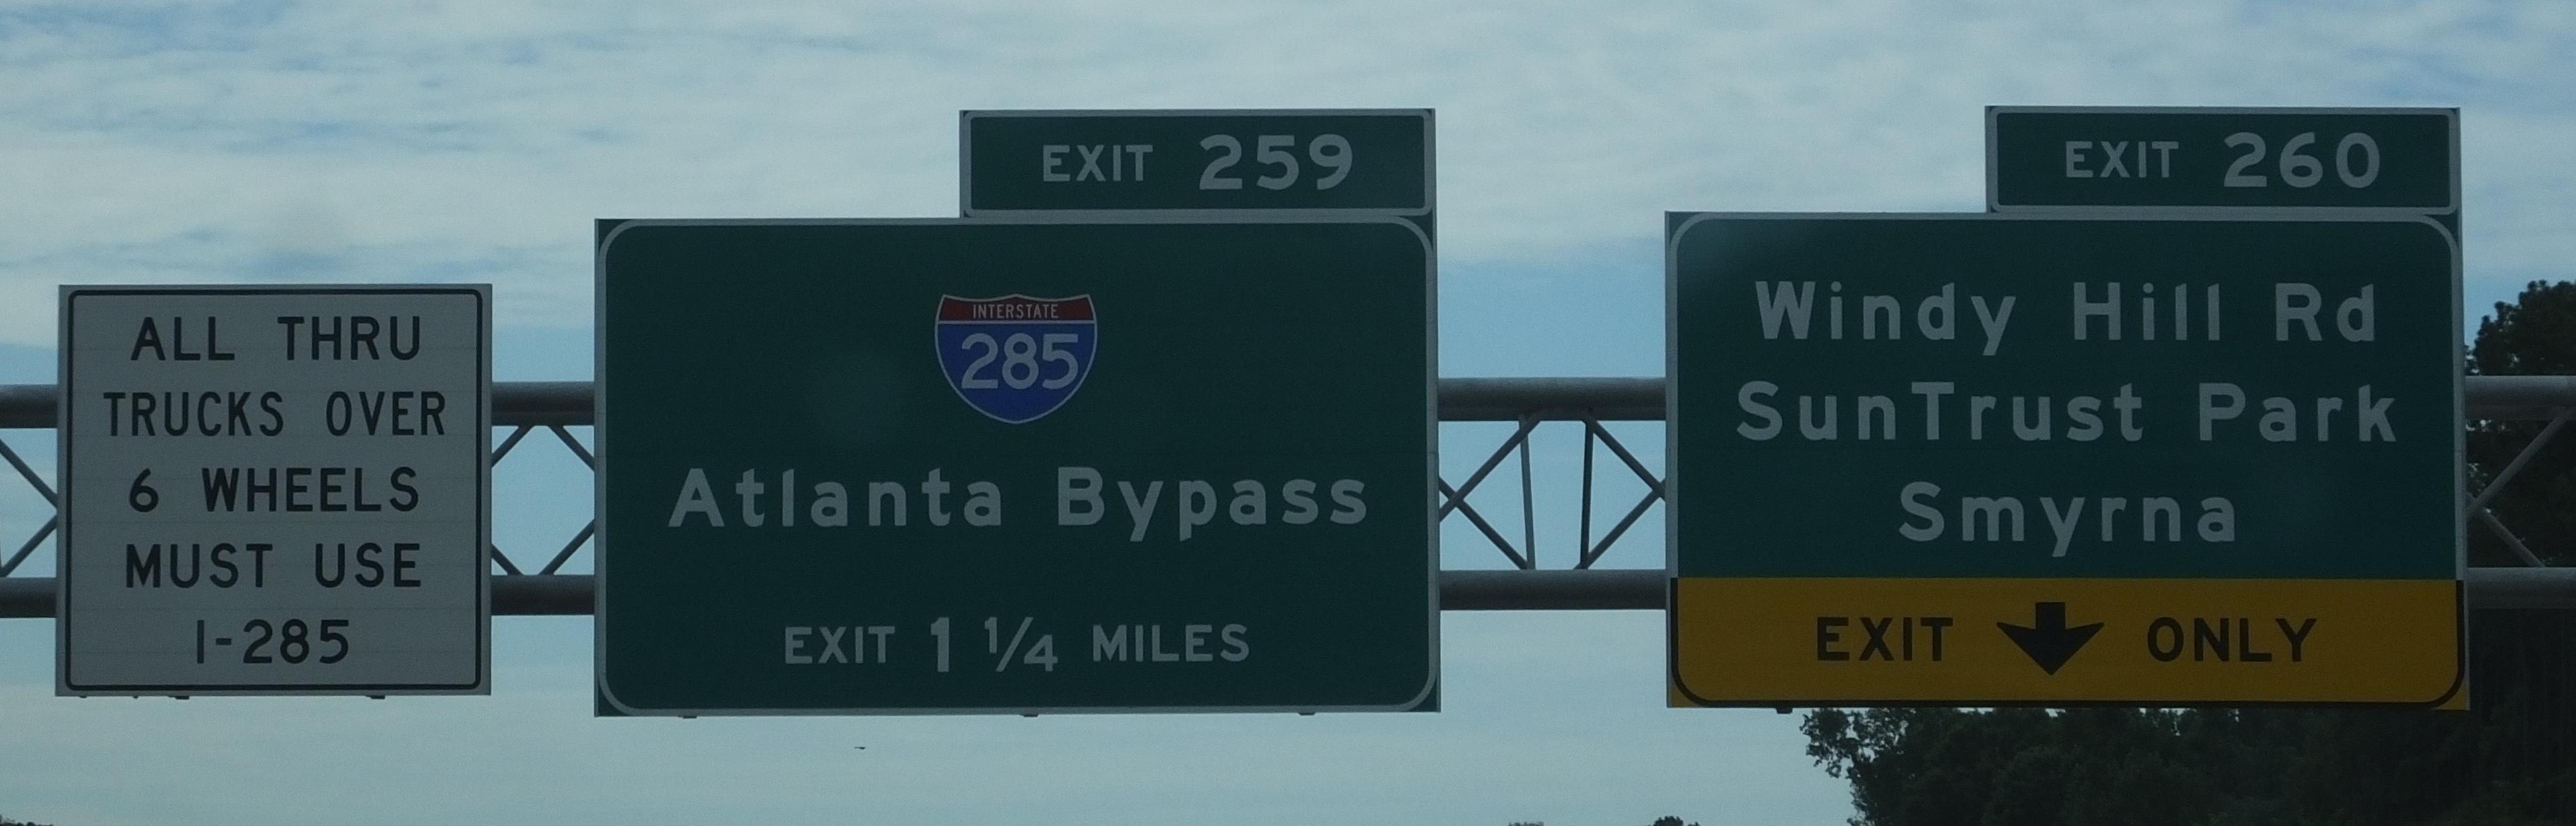 ALL THRU
TRUCKS OVER
6 WHEELS
MUST USE
I-285
EXIT 259
INTERSTATE
285
Atlanta Bypass
EXIT 1 1/4 MILES
EXIT 260
Windy Hill Rd
SunTrust Park
Smyrna
EXIT ONLY